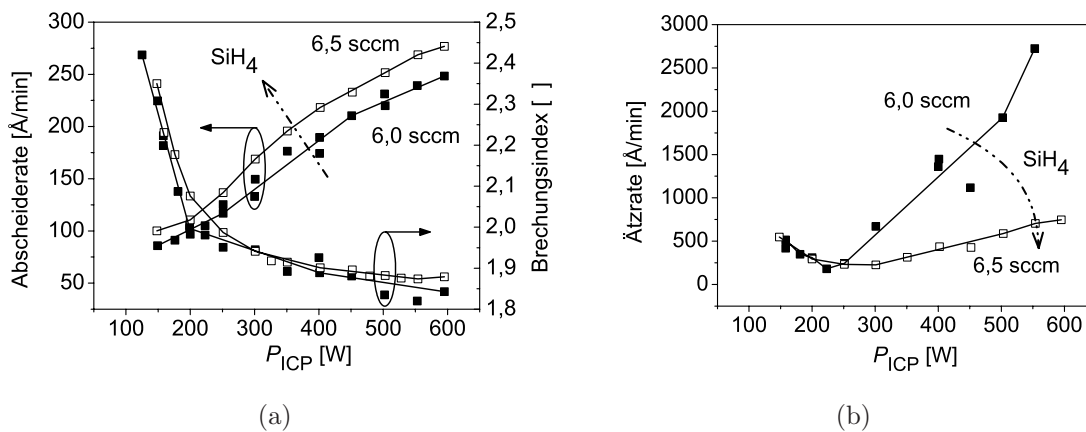 300
250
200
150
100
50
Abscheiderate [Å/min]
2,5
2,4
2,3
2,2
2,1
2,0
1,9
1,8
Brechungsindex [ ]
6,5 sccm
SiH4
6,0 sccm
100 200 300 400 500 600
PICP [W]
(a)
3000
2500
2000
1500
1000
500
0
Ätzrate [Å/min]
6,0 sccm
SiH4
6,5 sccm
100 200 300 400 500 600
PICP [W]
(b)